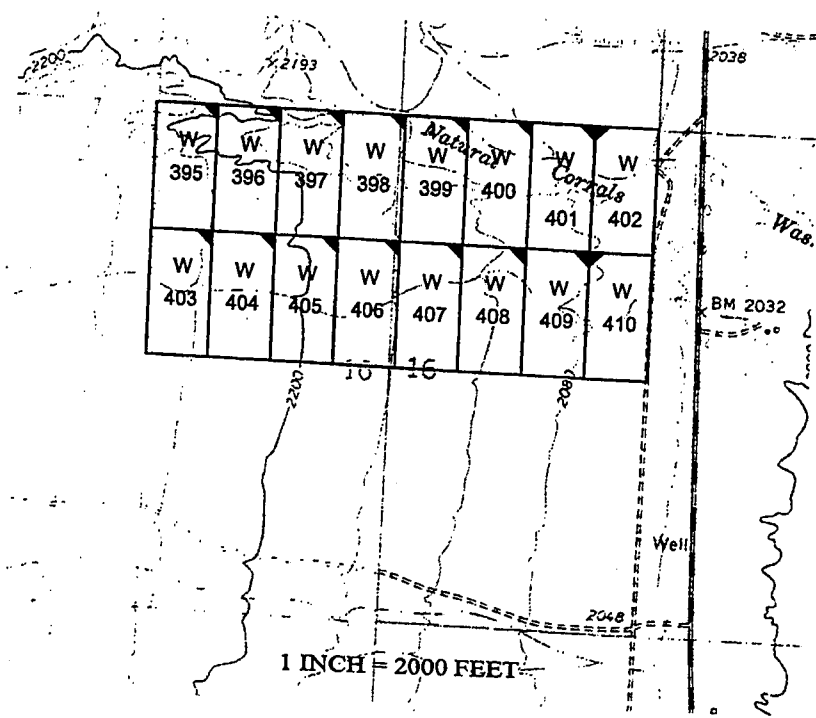 2200
2193
2038
Natural
Corrals
W
395
W
396
W
397
W
398
W
399
W
400
W
401
W
402
Was.
W
403
W
404
W
405
W
406
W
407
W
408
W
409
W
410
BM 2032
16
2200
2080
Well
2048
1 INCH = 2000 FEET